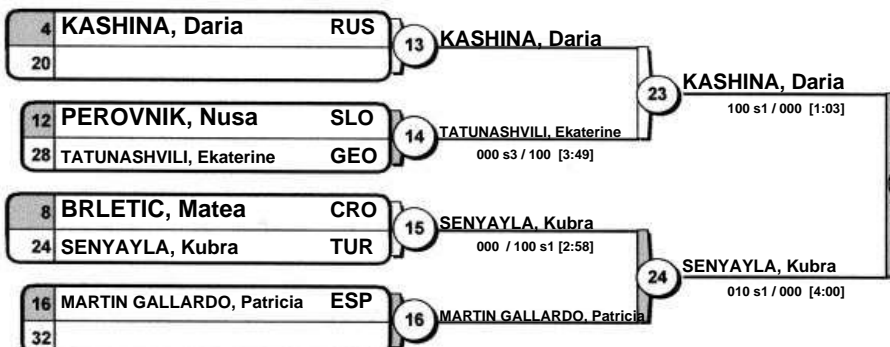 4 KASHINA, Daria RUS
20
13 KASHINA, Daria
12 PEROVNIK, Nusa SLO
28 TATUNASHVILI, Ekaterine GEO
14 TATUNASHVILI, Ekaterine
000 s3 / 100 [3:49]
23 KASHINA, Daria
100 s1 / 000 [1:03]
8 BRLETIC, Matea CRO
24 SENYAYLA, Kubra TUR
15 SENYAYLA, Kubra
000 / 100 s1 [2:58]
16 MARTIN GALLARDO, Patricia ESP
32
16 MARTIN GALLARDO, Patricia
24 SENYAYLA, Kubra
010 s1 / 000 [4:00]